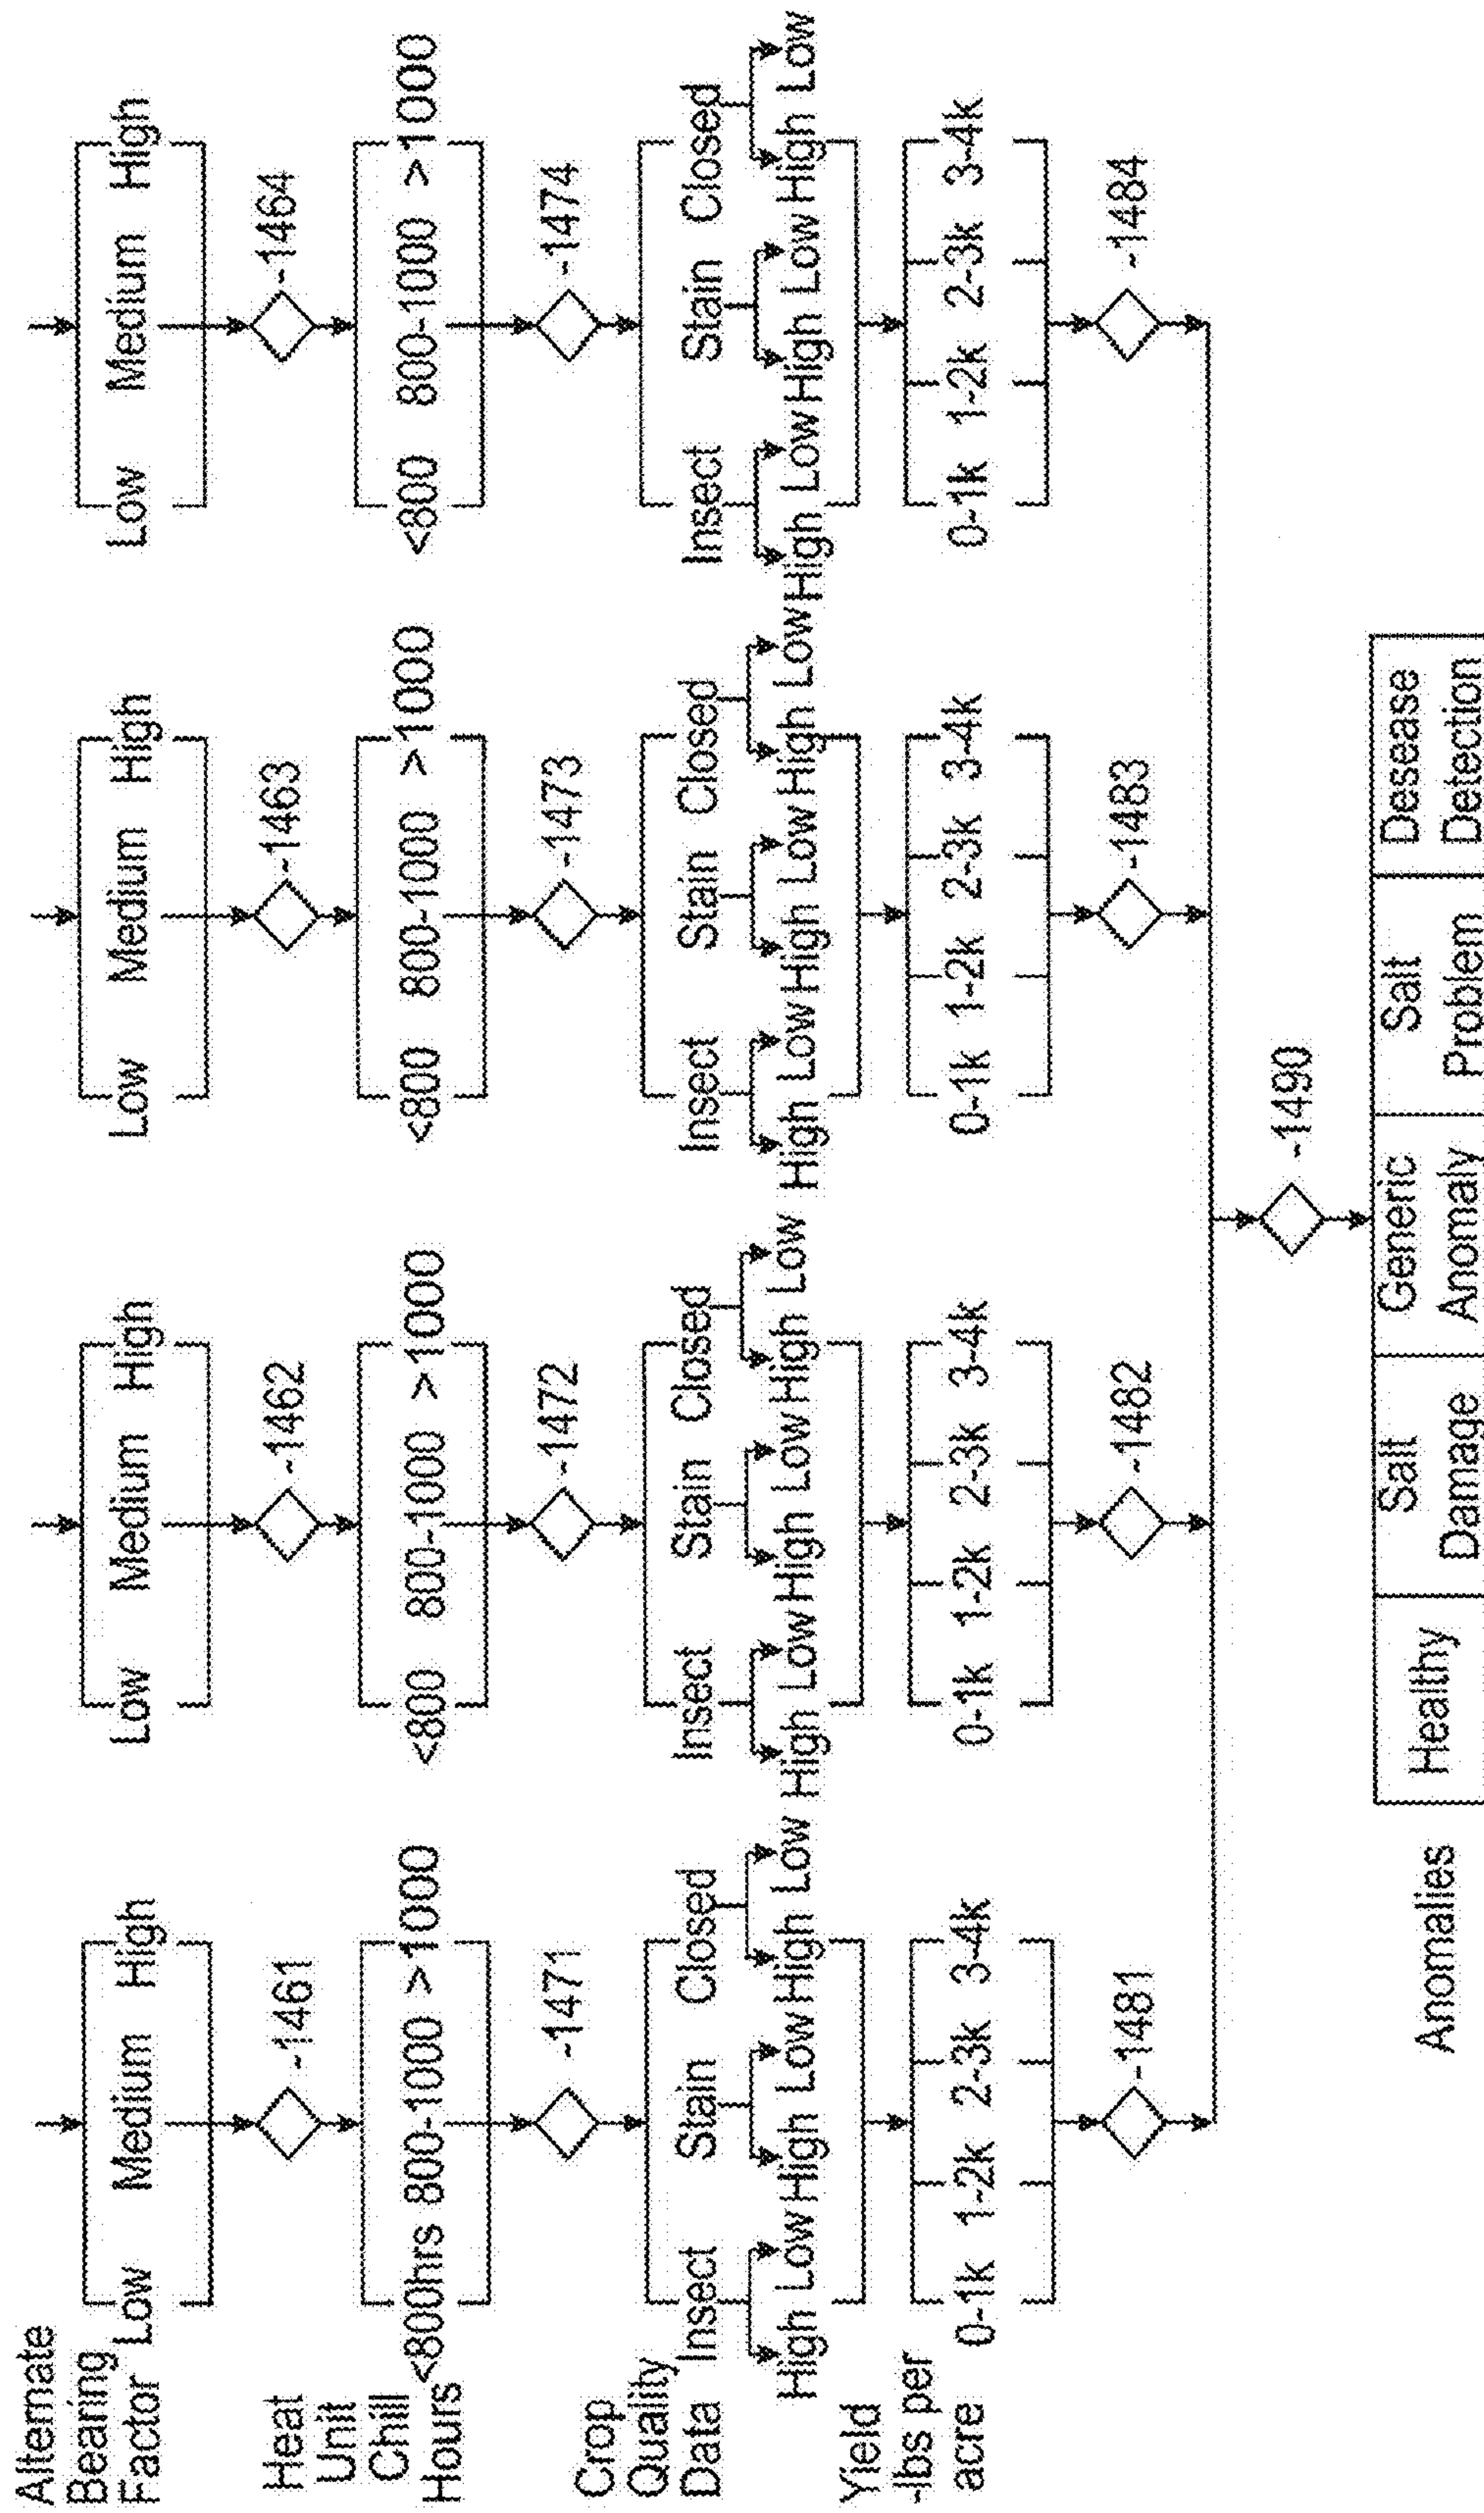 Alternate
Bearing
Factor
Low Medium High
Low Medium High
Low Medium High
Low Medium High
-1461
-1462
-1463
-1464
Heat
Unit
Chill
Hours
<800hrs 800-1000 >1000
<800 800-1000 >1000
<800 800-1000 >1000
<800 800-1000 >1000
-1471
-1472
-1473
-1474
Crop
Quality
Data
Insect Stain Closed
High Low High Low High Low
Insect Stain Closed
High Low High Low High Low
Insect Stain Closed
High Low High Low High Low
Insect Stain Closed
High Low High Low High Low
Yield
-lbs per
acre
0-1k 1-2k 2-3k 3-4k
0-1k 1-2k 2-3k 3-4k
0-1k 1-2k 2-3k 3-4k
0-1k 1-2k 2-3k 3-4k
-1481
-1482
-1483
-1484
-1490
Anomalies
Healthy
Salt
Damage
Generic
Anomaly
Salt
Problem
Desease
Detection